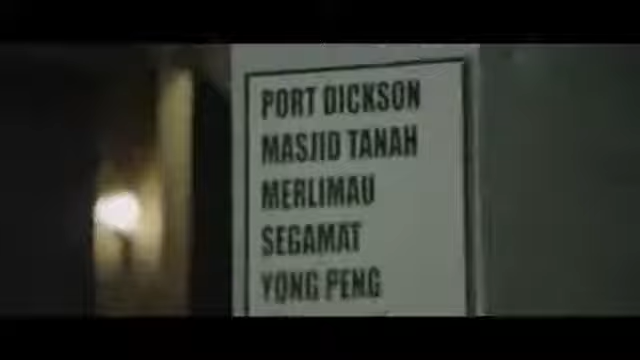 PORT DICKSON
MASJID TANAH
MERLIMAU
SEGAMAT
YONG PENG